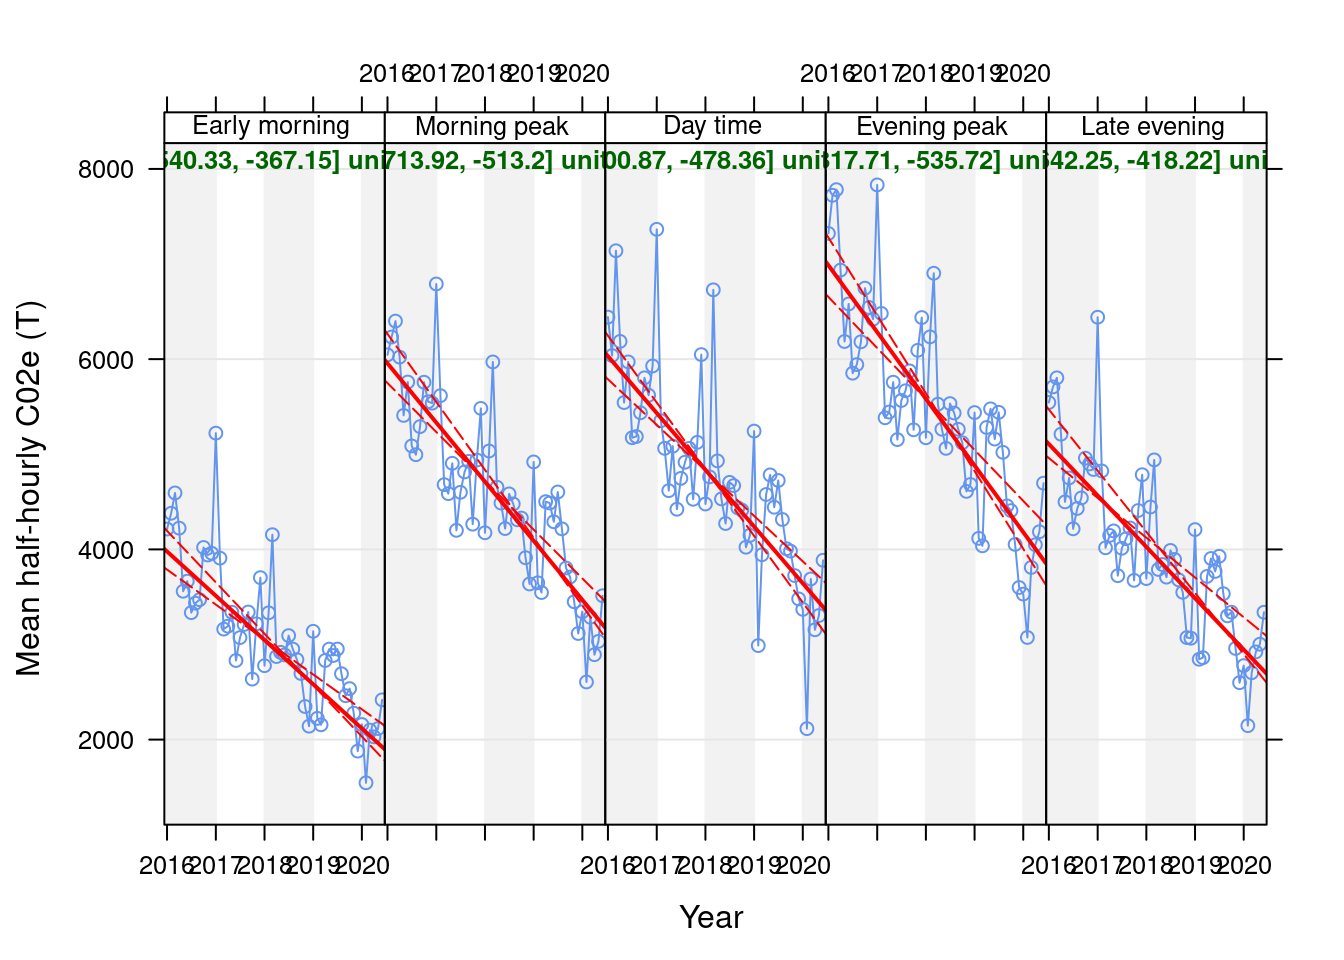 2016 2017 2018 2019 2020 2016 2017 2018 2019 2020
Early morning Morning peak Day time Evening peak Late evening
540.33, -367.15] uni 713.92, -513.2] uni 00.87, -478.36] uni 317.71, -535.72] uni 542.25, -418.22] uni
8000
6000
4000
2000
Mean half-hourly C02e (T)
2016 2017 2018 2019 2020 2016 2017 2018 2019 2020 2016 2017 2018 2019 2020
Year